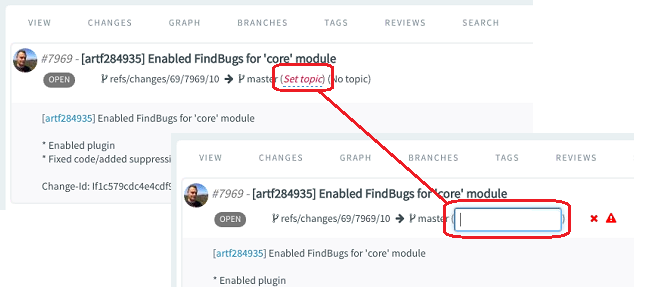 VIEW CHANGES GRAPH BRANCHES TAGS REVIEWS SEARCH
#7969 - [artf284935] Enabled FindBugs for 'core' module
OPEN refs/changes/69/7969/10 → master (Set topic) (No topic)
[artf284935] Enabled FindBugs for 'core' module
* Enabled plugin
* Fixed code/added suppressi
Change-Id: If1c579cdc4e4cdf5
VIEW CHANGES GRAPH BRANCHES TAGS REVIEWS
#7969 - [artf284935] Enabled FindBugs for 'core' module
OPEN refs/changes/69/7969/10 → master ( )
[artf284935] Enabled FindBugs for 'core' module
* Enabled plugin